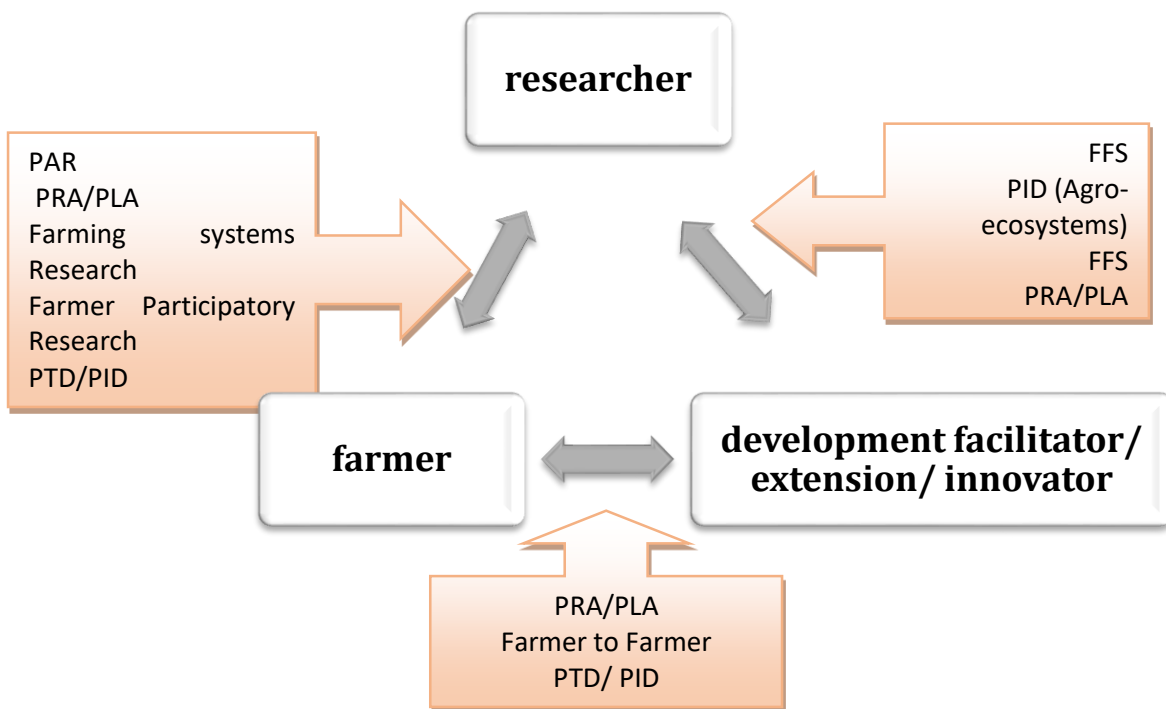 researcher
PAR
PRA/PLA
Farming systems
Research
Farmer Participatory
Research
PTD/PID
FFS
PID (Agro-
ecosystems)
FFS
PRA/PLA
farmer
development facilitator/
extension/ innovator
PRA/PLA
Farmer to Farmer
PTD/ PID